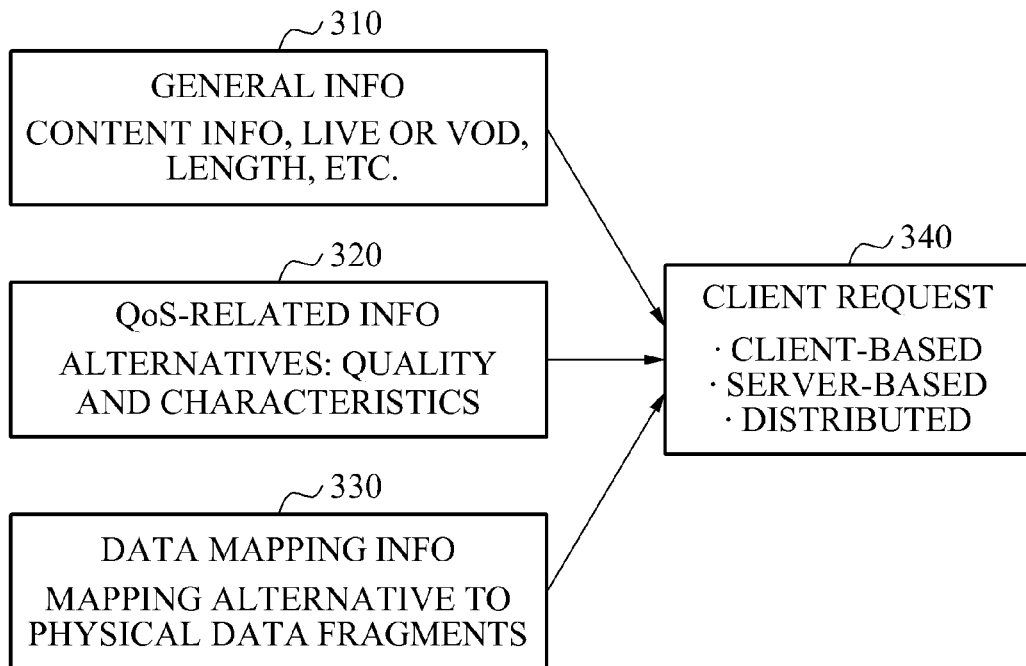 310
GENERAL INFO
CONTENT INFO, LIVE OR VOD,
LENGTH, ETC.
320
QoS-RELATED INFO
ALTERNATIVES: QUALITY
AND CHARACTERISTICS
330
DATA MAPPING INFO
MAPPING ALTERNATIVE TO
PHYSICAL DATA FRAGMENTS
340
CLIENT REQUEST
· CLIENT-BASED
· SERVER-BASED
· DISTRIBUTED